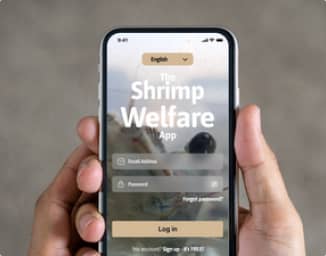 9:41
English
The
Shrimp
Welfare
App
Email Address
Password
Forgot password?
Log in
No account? Sign up - it's FREE!